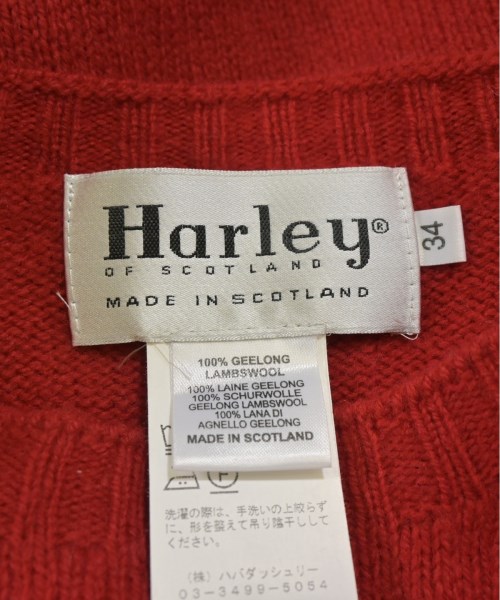 Harley®
OF SCOTLAND
MADE IN SCOTLAND
34
100% GEELONG
LAMBSWOOL
100% LAINE GEELONG
100% SCHURWOLLE
GEELONG LAMBSWOOL
100% LANA DI
AGNELLO GEELONG
MADE IN SCOTLAND
洗濯の際は、手洗いの上絞らず
に、形を整えて吊り陰干しして
ください。
(株) ハバダッシュリー
03-3499-5054